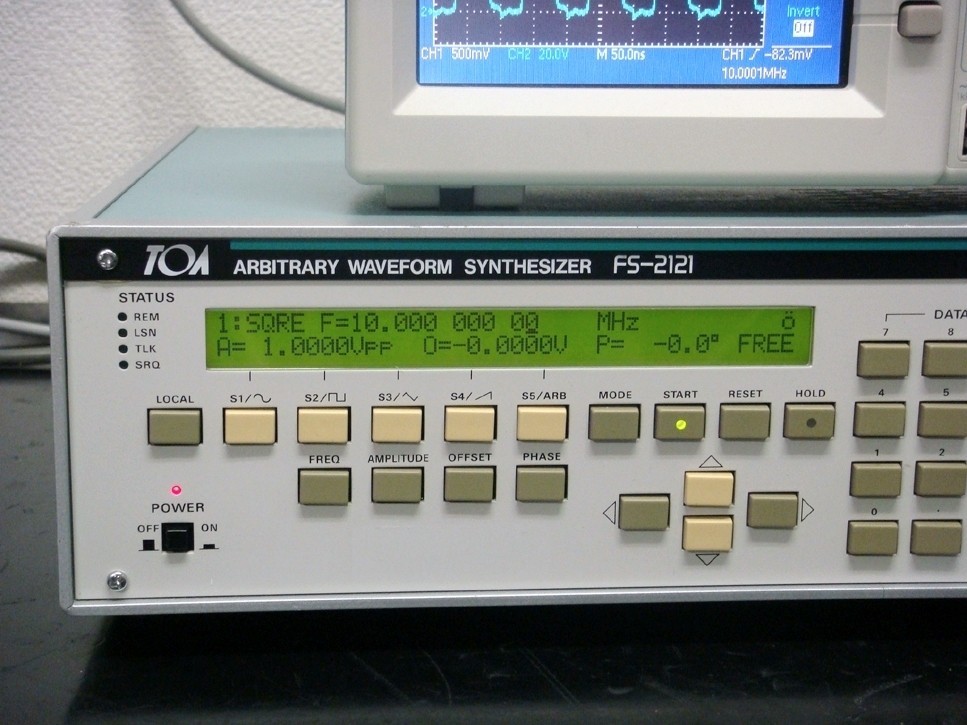 Invert
Off
2
CH1 500mV CH2 20.0V M 50.0ns CH1 -82.3mV
10.0001MHz
TOA ARBITRARY WAVEFORM SYNTHESIZER FS-2121
STATUS
REM
LSN
TLK
SRQ
1:SQRE F=10.000 000 00 MHz ö
A= 1.0000Vpp O=-0.0000V P= -0.0° FREE
DATA
7 8
LOCAL S1/ S2/ S3/ S4/ S5/ARB MODE START RESET HOLD 4 5
FREQ AMPLITUDE OFFSET PHASE 1 2
POWER
OFF ON
0 .